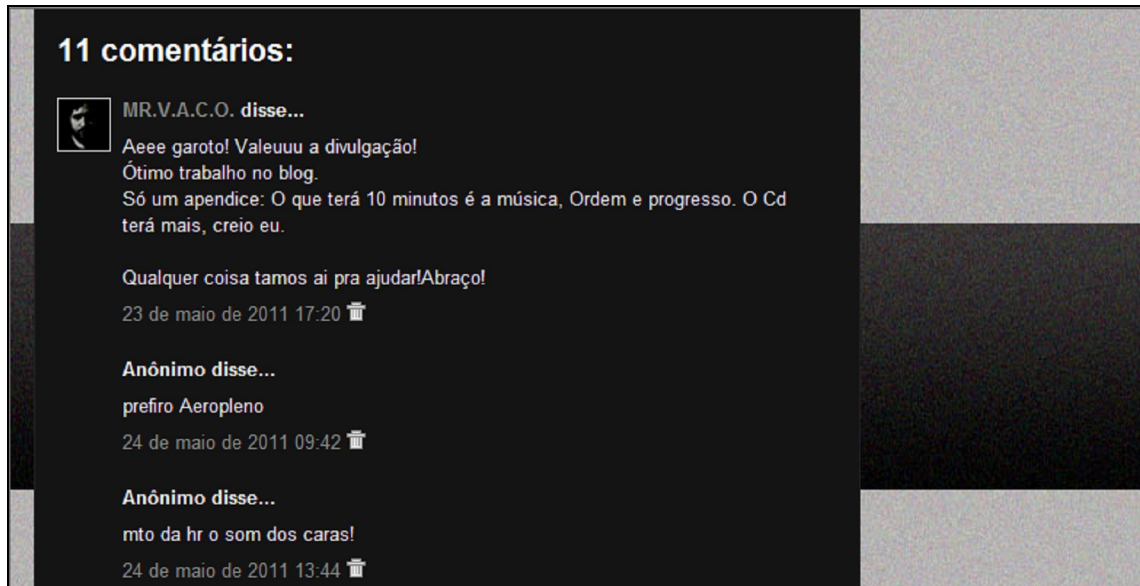 11 comentários:
MR.V.A.C.O. disse...
Aeee garoto! Valeuuu a divulgação!
Ótimo trabalho no blog.
Só um apendice: O que terá 10 minutos é a música, Ordem e progresso. O Cd
terá mais, creio eu.
Qualquer coisa tamos ai pra ajudar!Abraço!
23 de maio de 2011 17:20
Anônimo disse...
prefiro Aeropleno
24 de maio de 2011 09:42
Anônimo disse...
mto da hr o som dos caras!
24 de maio de 2011 13:44